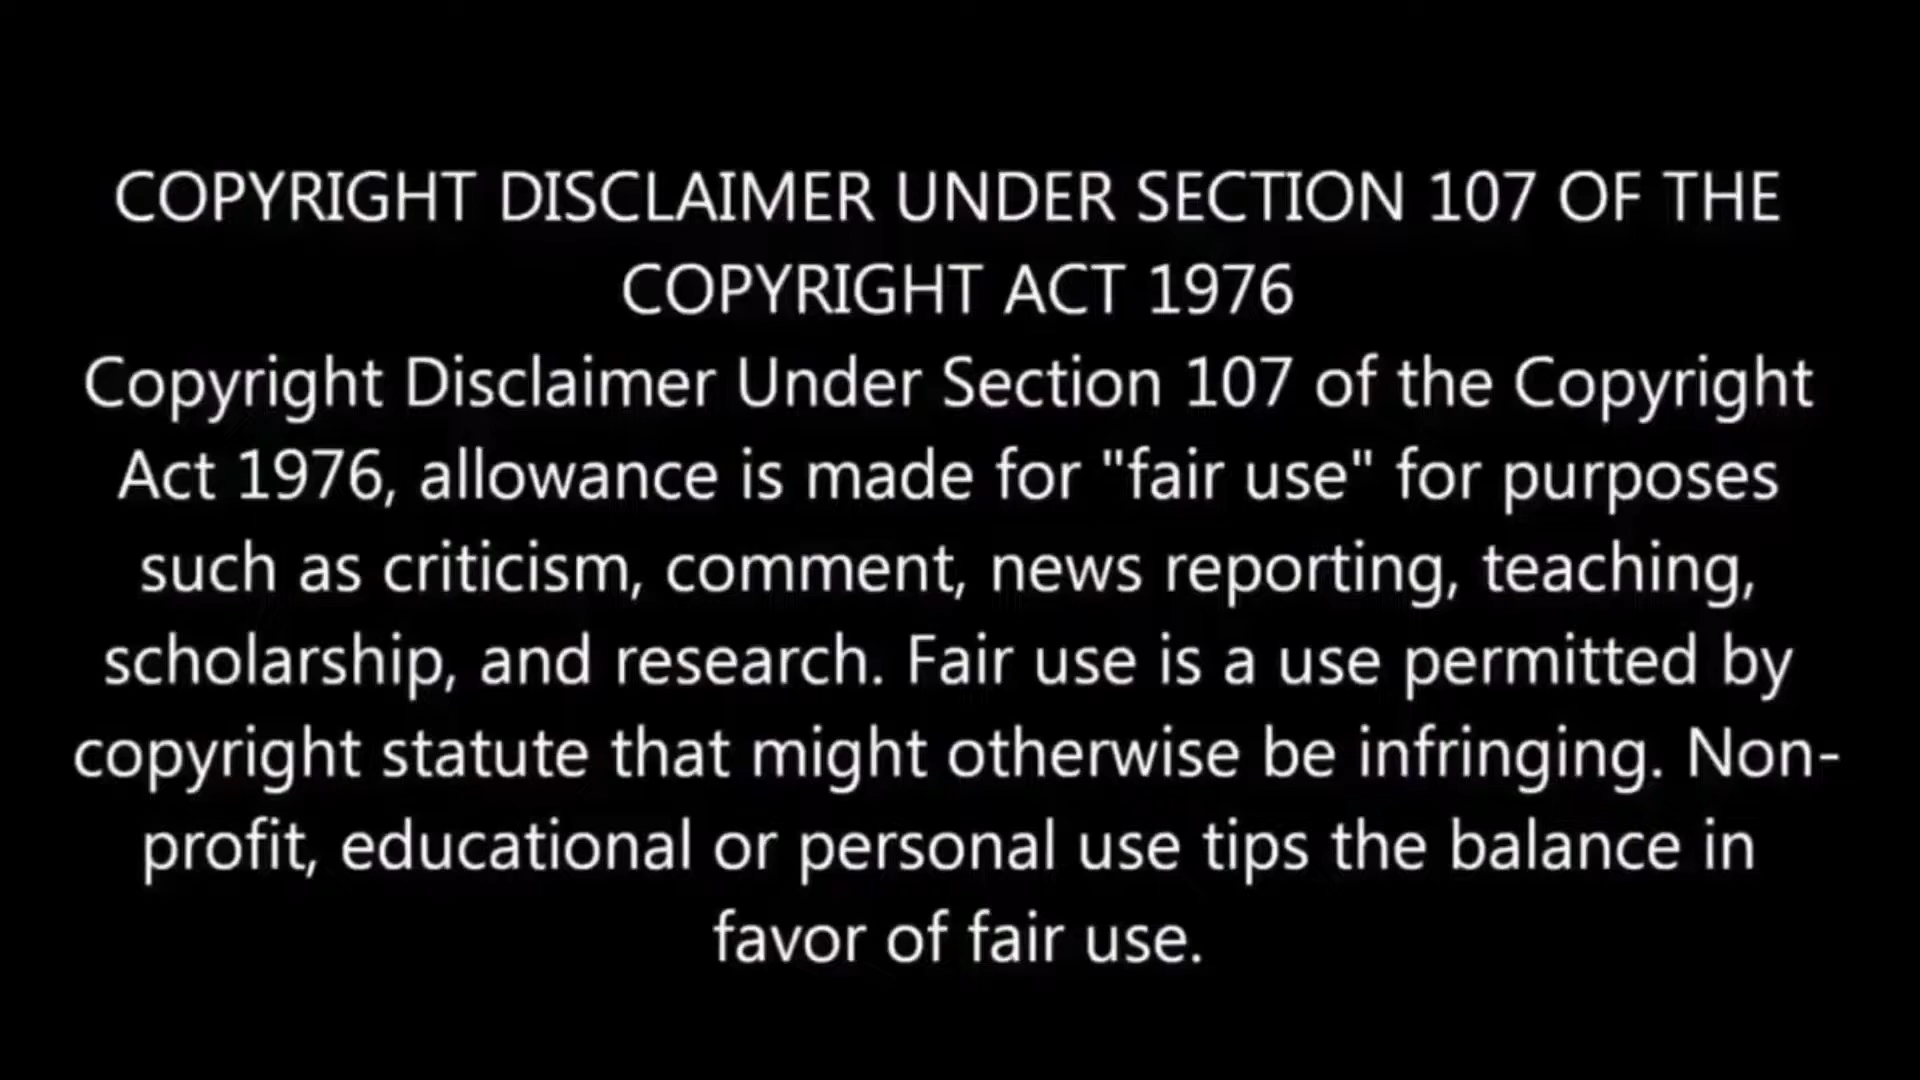 COPYRIGHT DISCLAIMER UNDER SECTION 107 OF THE
COPYRIGHT ACT 1976
Copyright Disclaimer Under Section 107 of the Copyright
Act 1976, allowance is made for "fair use" for purposes
such as criticism, comment, news reporting, teaching,
scholarship, and research. Fair use is a use permitted by
copyright statute that might otherwise be infringing. Non-
profit, educational or personal use tips the balance in
favor of fair use.